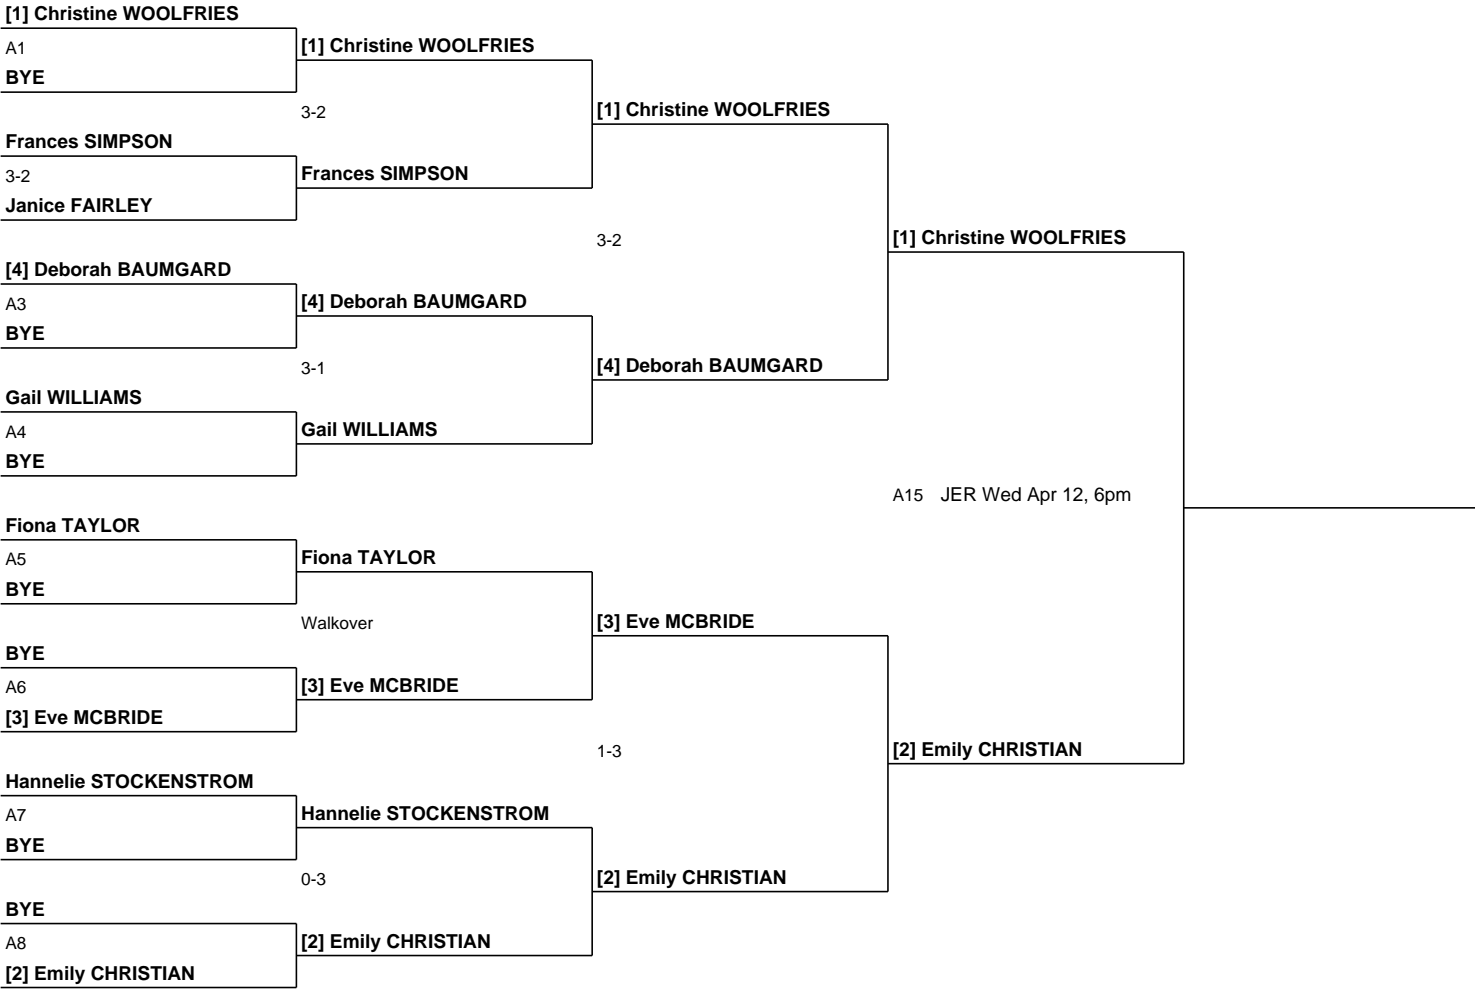 [1] Christine WOOLFRIES
A1
[1] Christine WOOLFRIES
BYE
3-2
[1] Christine WOOLFRIES
Frances SIMPSON
3-2
Frances SIMPSON
Janice FAIRLEY
3-2
[1] Christine WOOLFRIES
[4] Deborah BAUMGARD
A3
[4] Deborah BAUMGARD
BYE
3-1
[4] Deborah BAUMGARD
Gail WILLIAMS
A4
Gail WILLIAMS
BYE
A15 JER Wed Apr 12, 6pm
Fiona TAYLOR
A5
Fiona TAYLOR
BYE
Walkover
[3] Eve MCBRIDE
BYE
A6
[3] Eve MCBRIDE
[3] Eve MCBRIDE
1-3
[2] Emily CHRISTIAN
Hannelie STOCKENSTROM
A7
Hannelie STOCKENSTROM
BYE
0-3
[2] Emily CHRISTIAN
BYE
A8
[2] Emily CHRISTIAN
[2] Emily CHRISTIAN